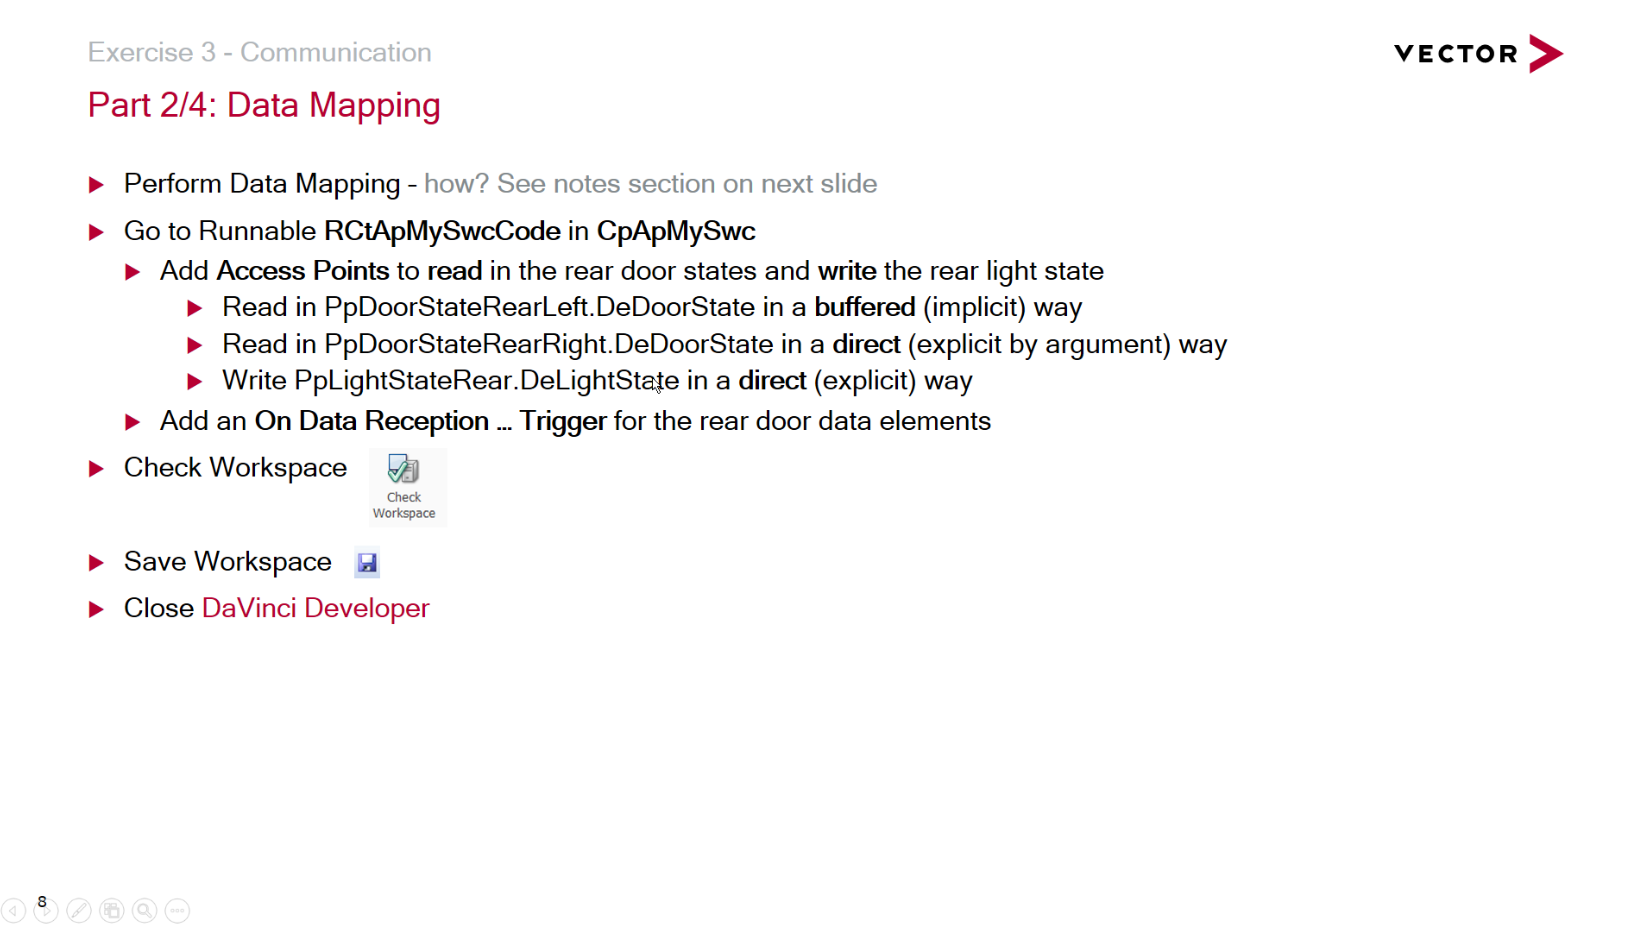 Exercise 3 - Communication
VECTOR
Part 2/4: Data Mapping
Perform Data Mapping - how? See notes section on next slide
Go to Runnable RCtApMySwcCode in CpApMySwc
Add Access Points to read in the rear door states and write the rear light state
Read in PpDoorStateRearLeft.DeDoorState in a buffered (implicit) way
Read in PpDoorStateRearRight.DeDoorState in a direct (explicit by argument) way
Write PpLightStateRear.DeLightState in a direct (explicit) way
Add an On Data Reception ... Trigger for the rear door data elements
Check Workspace
Check
Workspace
Save Workspace
Close DaVinci Developer
8